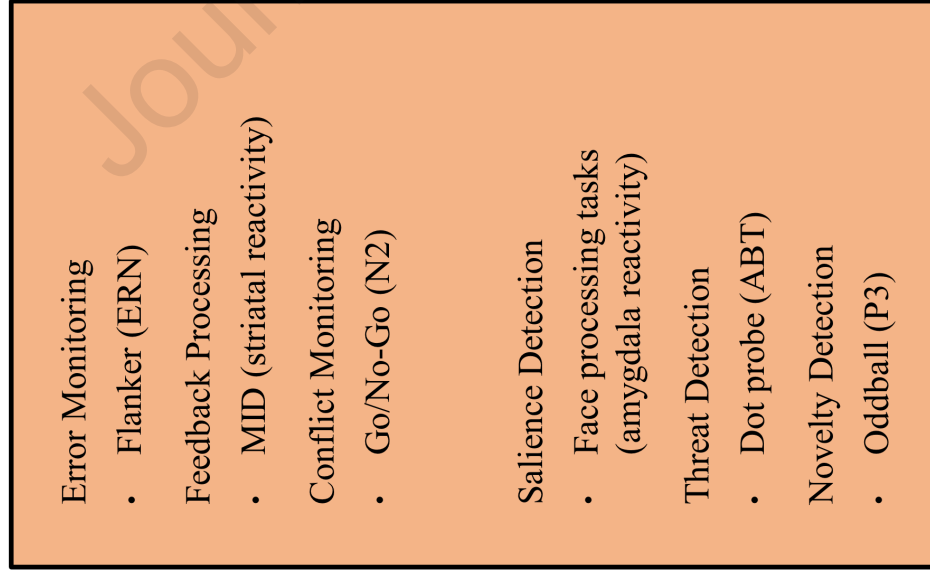 Error Monitoring
• Flanker (ERN)
Feedback Processing
• MID (striatal reactivity)
Conflict Monitoring
• Go/No-Go (N2)
Salience Detection
• Face processing tasks
(amygdala reactivity)
Threat Detection
• Dot probe (ABT)
Novelty Detection
• Oddball (P3)